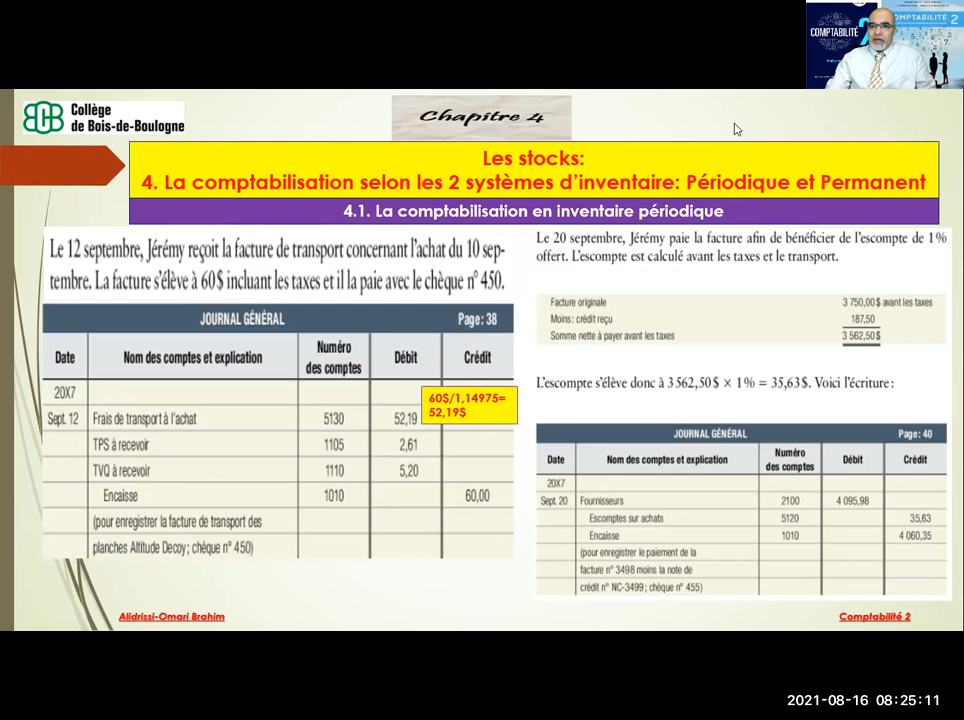 COMPTABILITÉ
COMPTABILITÉ 2
Collège
de Bois-de-Boulogne
Chapitre 4
Les stocks:
4. La comptabilisation selon les 2 systèmes d'inventaire: Périodique et Permanent
4.1. La comptabilisation en inventaire périodique
Le 12 septembre, Jérémy reçoit la facture de transport concernant l'achat du 10 sep-
tembre. La facture s'élève à 60$ incluant les taxes et il la paie avec le chèque n° 450.
JOURNAL GÉNÉRAL Page: 38
Date Nom des comptes et explication Numéro des comptes Débit Crédit
20X7
Sept. 12 Frais de transport à l'achat 5130 52,19
60$/1,14975=
52,19$
TPS à recevoir 1105 2,61
TVQ à recevoir 1110 5,20
Encaisse 1010 60,00
(pour enregistrer la facture de transport des
planches Altitude Decoy; chèque n° 450)
Le 20 septembre, Jérémy paie la facture afin de bénéficier de l'escompte de 1%
offert. L'escompte est calculé avant les taxes et le transport.
Facture originale 3 750,00$ avant les taxes
Moins: crédit reçu 187,50
Somme nette à payer avant les taxes 3 562,50$
L'escompte s'élève donc à 3 562,50$ × 1% = 35,63$. Voici l'écriture:
JOURNAL GÉNÉRAL Page: 40
Date Nom des comptes et explication Numéro des comptes Débit Crédit
20X7
Sept. 20 Fournisseurs 2100 4 095,98
Escomptes sur achats 5120 35,63
Encaisse 1010 4 060,35
(pour enregistrer le paiement de la
facture n° 3498 moins la note de
crédit n° NC-3499; chèque n° 455)
Alidrissi-Omari Brahim
Comptabilité 2
2021-08-16 08:25:11